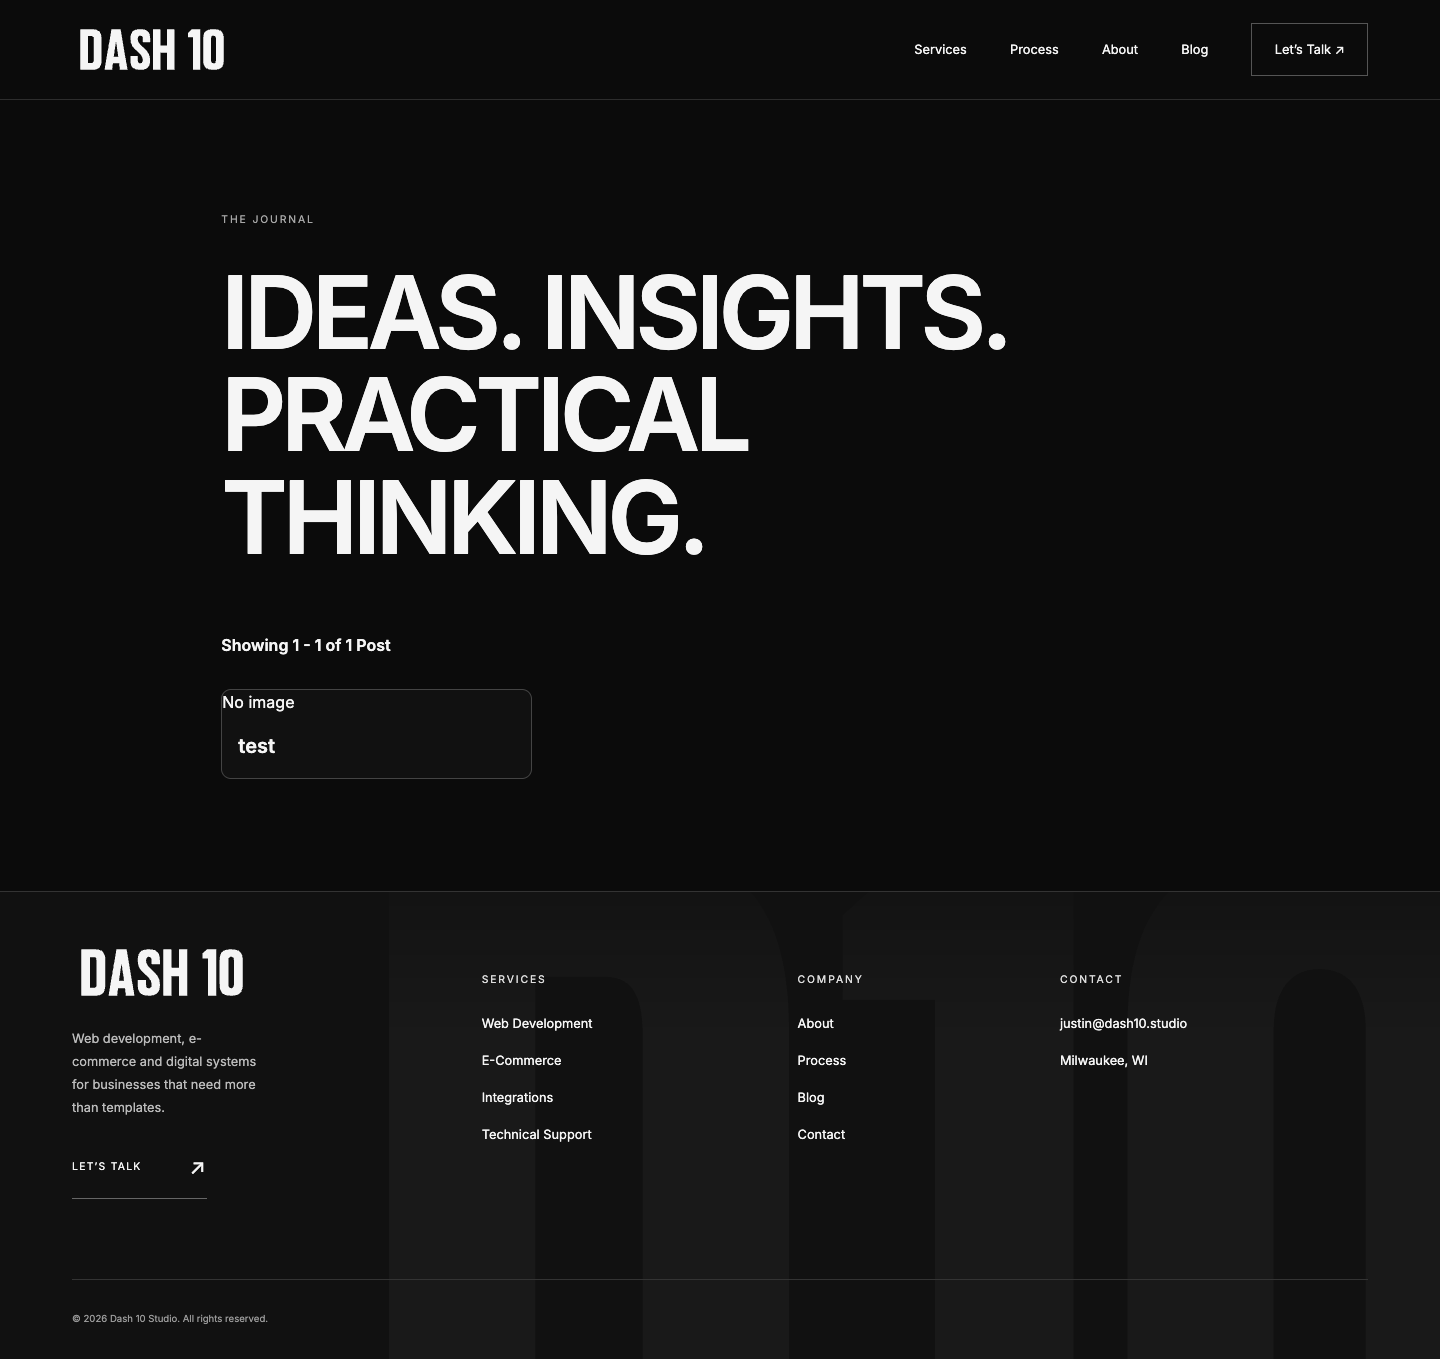 DASH 10
Services
Process
About
Blog
Let's Talk ↗
THE JOURNAL
IDEAS. INSIGHTS.
PRACTICAL
THINKING.
Showing 1 - 1 of 1 Post
No image
test
DASH 10
Web development, e-
commerce and digital systems
for businesses that need more
than templates.
LET'S TALK ↗
SERVICES
Web Development
E-Commerce
Integrations
Technical Support
COMPANY
About
Process
Blog
Contact
CONTACT
justin@dash10.studio
Milwaukee, WI
© 2026 Dash 10 Studio. All rights reserved.